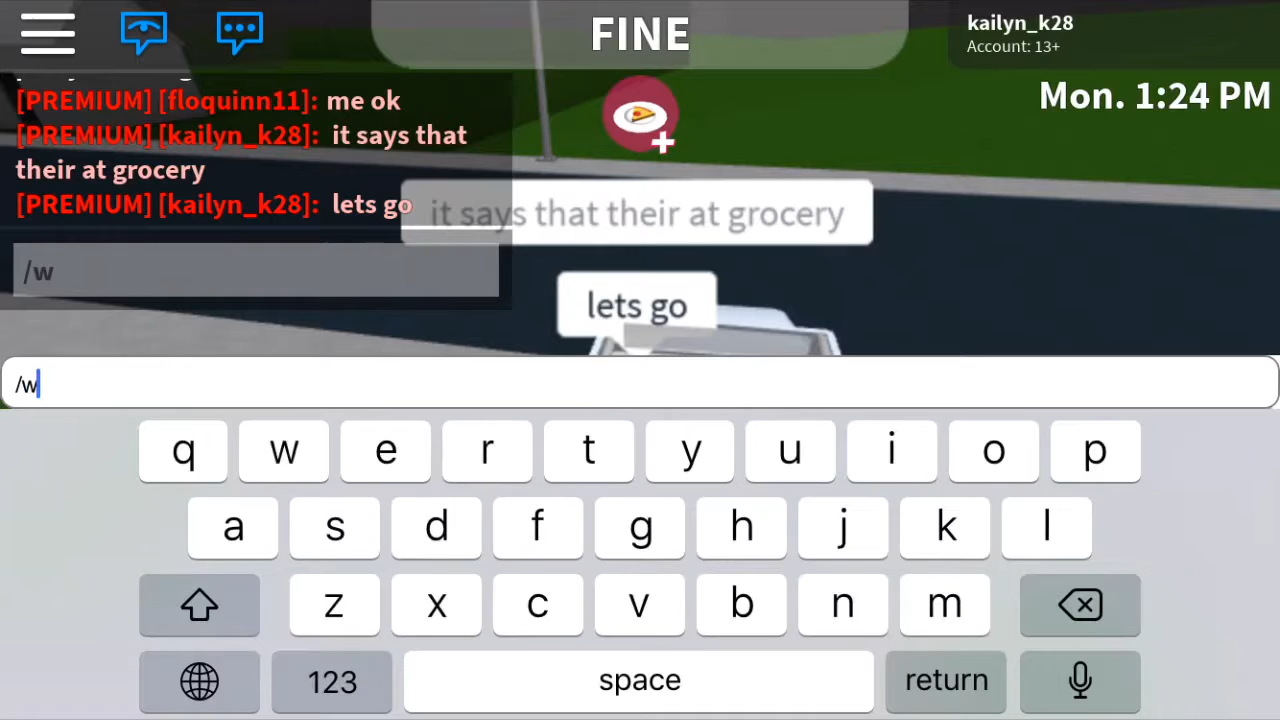 FINE
kailyn_k28
Account: 13+
Mon. 1:24 PM
[PREMIUM] [floquinn11]: me ok
[PREMIUM] [kailyn_k28]: it says that
their at grocery
[PREMIUM] [kailyn_k28]: lets go
it says that their at grocery
/w
lets go
/w
q w e r t y u i o p
a s d f g h j k l
z x c v b n m
123 space return